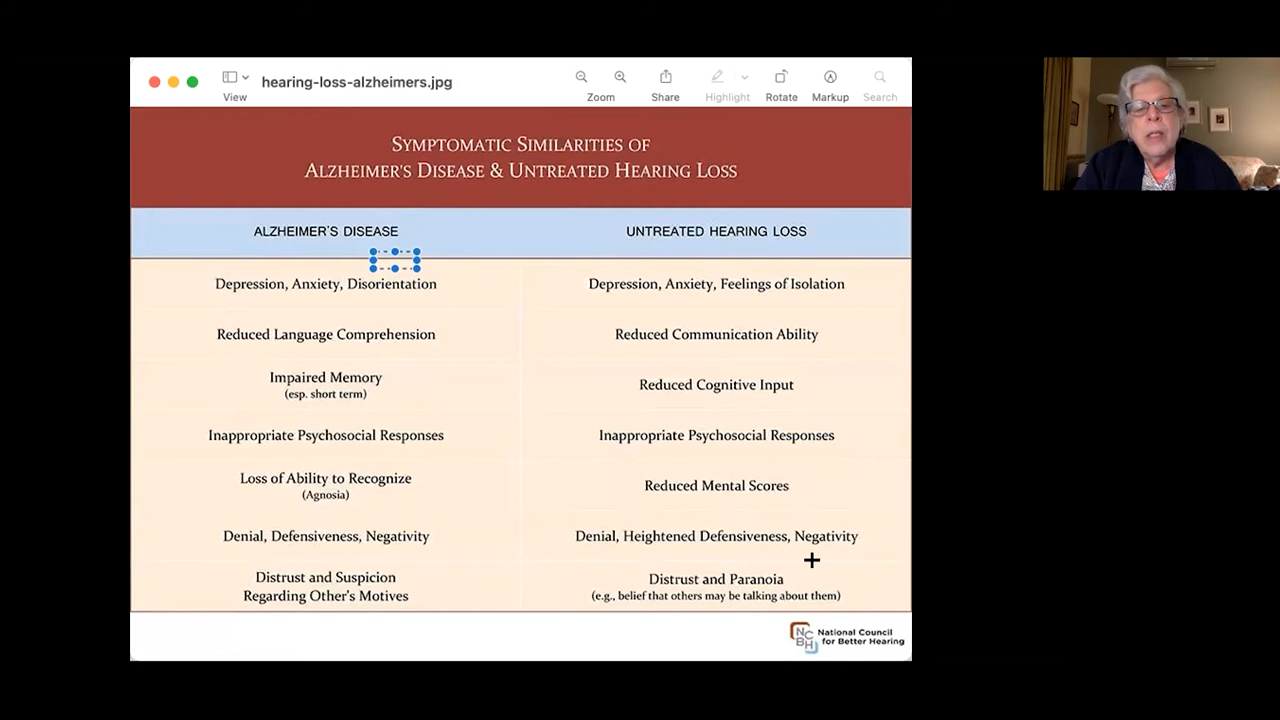 hearing-loss-alzheimers.jpg
View
Zoom
Share
Highlight
Rotate
Markup
Search
SYMPTOMATIC SIMILARITIES OF
ALZHEIMER'S DISEASE & UNTREATED HEARING LOSS
ALZHEIMER'S DISEASE
UNTREATED HEARING LOSS
Depression, Anxiety, Disorientation
Depression, Anxiety, Feelings of Isolation
Reduced Language Comprehension
Reduced Communication Ability
Impaired Memory
(esp. short term)
Reduced Cognitive Input
Inappropriate Psychosocial Responses
Inappropriate Psychosocial Responses
Loss of Ability to Recognize
(Agnosia)
Reduced Mental Scores
Denial, Defensiveness, Negativity
Denial, Heightened Defensiveness, Negativity
Distrust and Suspicion
Regarding Other's Motives
Distrust and Paranoia
(e.g., belief that others may be talking about them)
NCBH
National Council
for Better Hearing